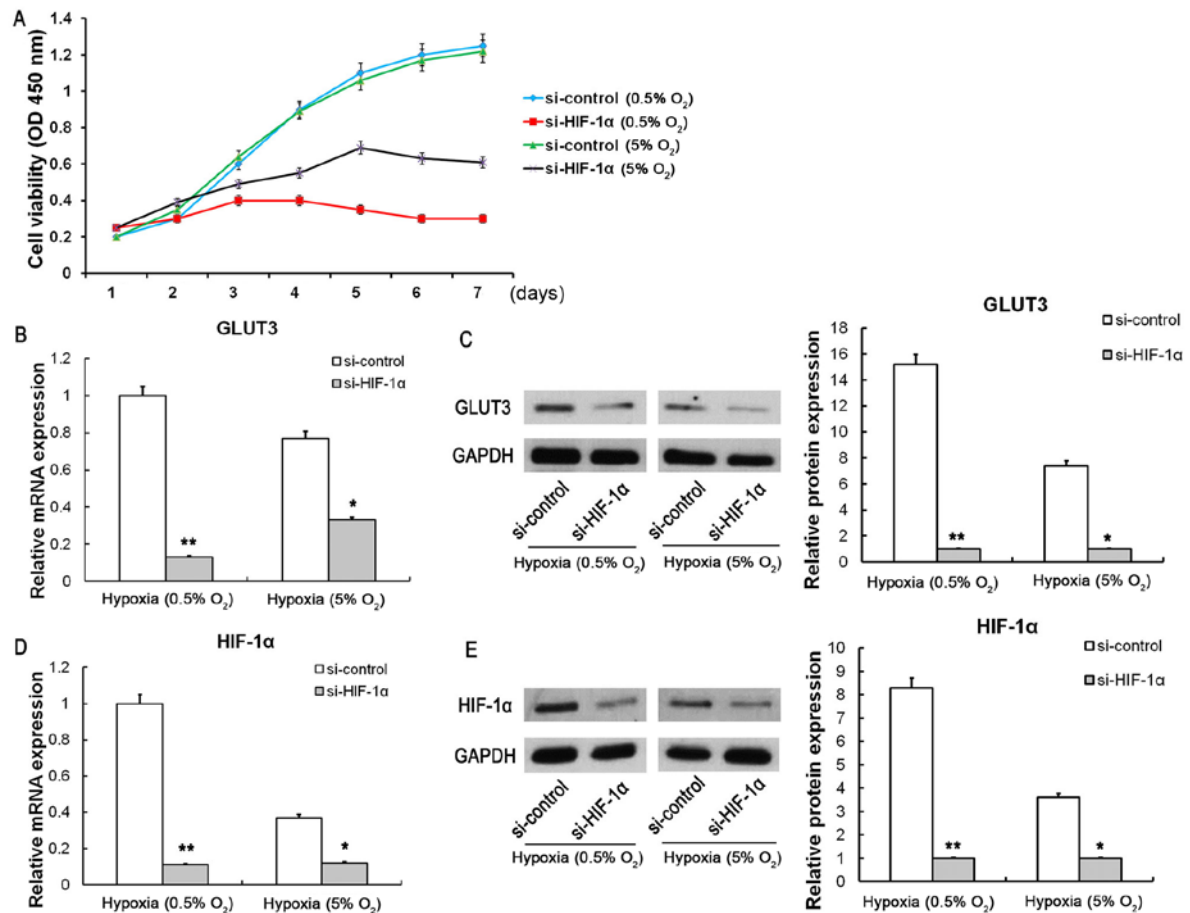 A
Cell viability (OD 450 nm)
1.4
1.2
1
0.8
0.6
0.4
0.2
0
1 2 3 4 5 6 7 (days)
si-control (0.5% O₂)
si-HIF-1α (0.5% O₂)
si-control (5% O₂)
si-HIF-1α (5% O₂)
B
GLUT3
Relative mRNA expression
1.2
1
0.8
0.6
0.4
0.2
0
si-control
si-HIF-1α
**
*
Hypoxia (0.5% O₂) Hypoxia (5% O₂)
C
GLUT3
GAPDH
si-control si-HIF-1α si-control si-HIF-1α
Hypoxia (0.5% O₂) Hypoxia (5% O₂)
GLUT3
Relative protein expression
18
16
14
12
10
8
6
4
2
0
si-control
si-HIF-1α
**
*
Hypoxia (0.5% O₂) Hypoxia (5% O₂)
D
HIF-1α
Relative mRNA expression
1.2
1
0.8
0.6
0.4
0.2
0
si-control
si-HIF-1α
**
*
Hypoxia (0.5% O₂) Hypoxia (5% O₂)
E
HIF-1α
GAPDH
si-control si-HIF-1α si-control si-HIF-1α
Hypoxia (0.5% O₂) Hypoxia (5% O₂)
HIF-1α
Relative protein expression
10
9
8
7
6
5
4
3
2
1
0
si-control
si-HIF-1α
**
*
Hypoxia (0.5% O₂) Hypoxia (5% O₂)